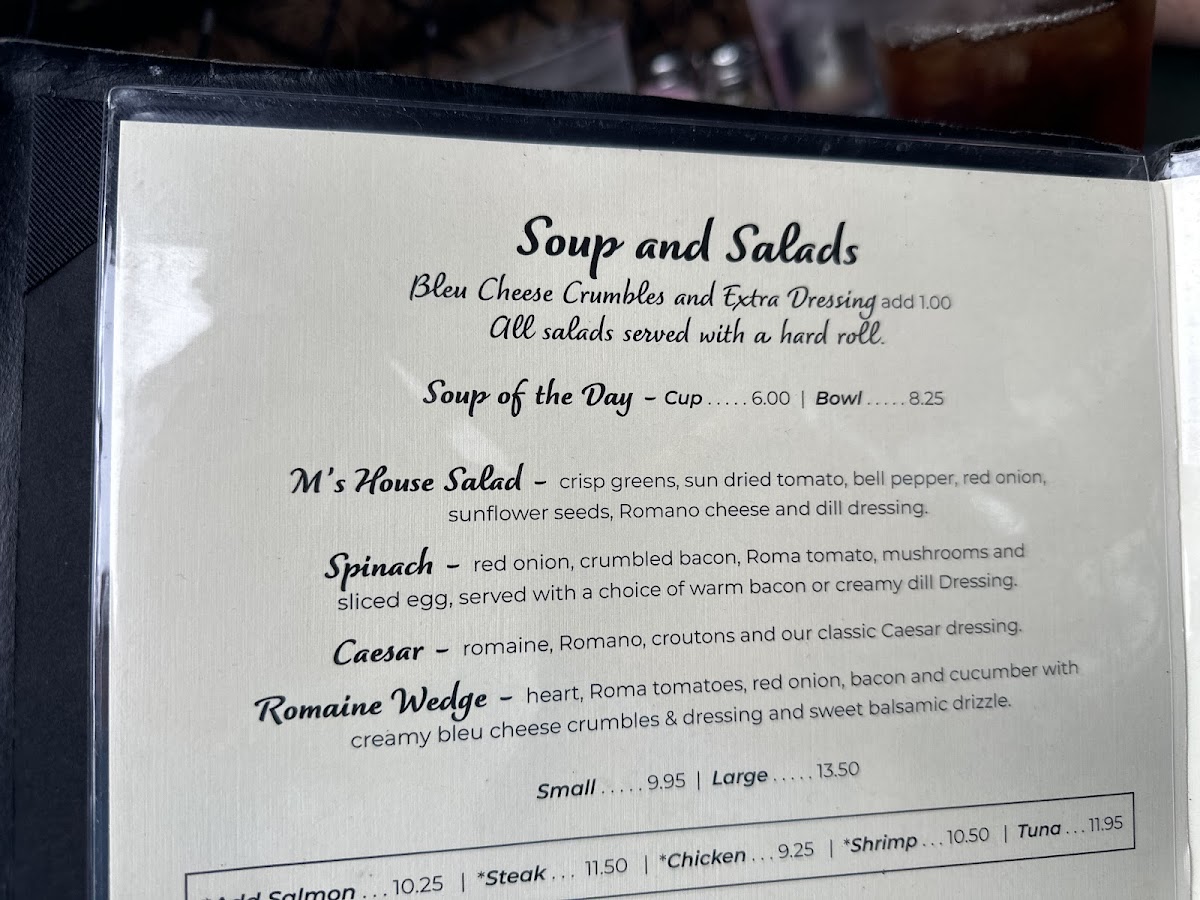 Soup and Salads
Bleu Cheese Crumbles and Extra Dressing add 1.00
All salads served with a hard roll.
Soup of the Day – Cup.....6.00 | Bowl.....8.25
M's House Salad – crisp greens, sun dried tomato, bell pepper, red onion,
sunflower seeds, Romano cheese and dill dressing.
Spinach – red onion, crumbled bacon, Roma tomato, mushrooms and
sliced egg, served with a choice of warm bacon or creamy dill Dressing.
Caesar – romaine, Romano, croutons and our classic Caesar dressing.
Romaine Wedge – heart, Roma tomatoes, red onion, bacon and cucumber with
creamy bleu cheese crumbles & dressing and sweet balsamic drizzle.
Small.....9.95 | Large.....13.50
*Add Salmon...10.25 | *Steak... 11.50 | *Chicken...9.25 | *Shrimp...10.50 | Tuna...11.95